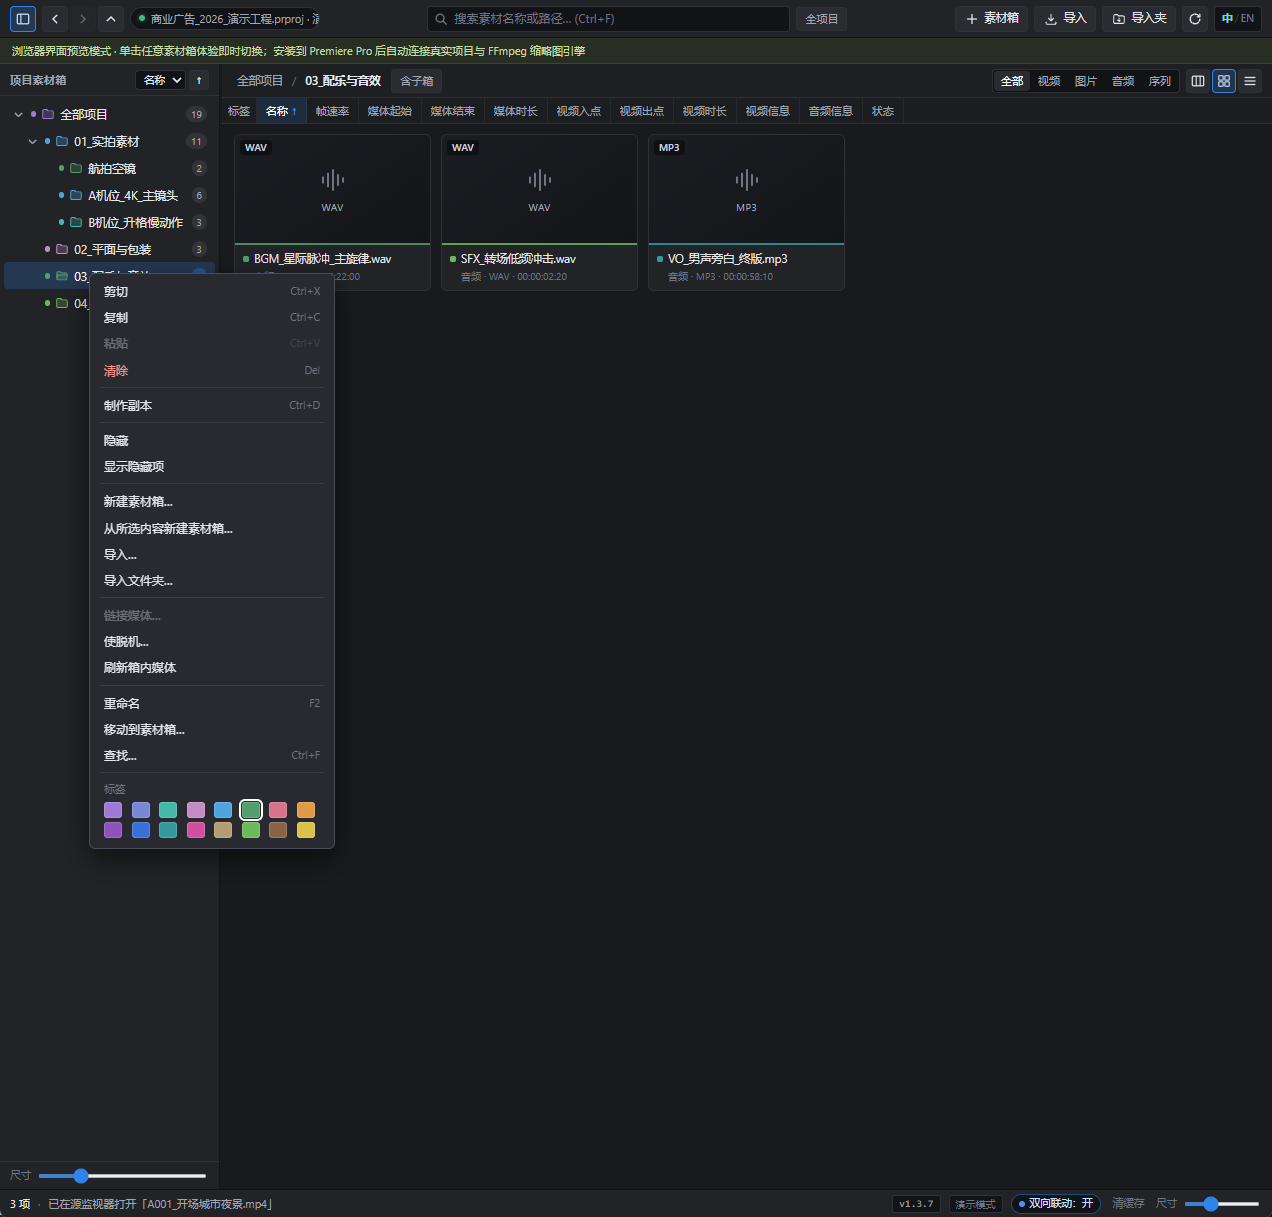 商业广告_2026_演示工程.prproj ·
搜索素材名称或路径... (Ctrl+F)
全项目
素材箱
导入
导入夹
中/EN
浏览器界面预览模式 · 单击任意素材箱体验即时切换；安装到 Premiere Pro 后自动连接真实项目与 FFmpeg 缩略图引擎
项目素材箱
名称
↑
全部项目 / 03_配乐与音效
含子箱
全部
视频
图片
音频
序列
标签
名称 ↑
帧速率
媒体起始
媒体结束
媒体时长
视频入点
视频出点
视频时长
视频信息
音频信息
状态
全部项目 19
01_实拍素材 11
航拍空镜 2
A机位_4K_主镜头 6
B机位_升格慢动作 3
02_平面与包装 3
03_
04_
WAV
WAV
BGM_星际脉冲_主旋律.wav
:22:00
WAV
WAV
SFX_转场低频冲击.wav
音频 · WAV · 00:00:02:20
MP3
MP3
VO_男声旁白_终版.mp3
音频 · MP3 · 00:00:58:10
剪切 Ctrl+X
复制 Ctrl+C
粘贴 Ctrl+V
清除 Del
制作副本 Ctrl+D
隐藏
显示隐藏项
新建素材箱...
从所选内容新建素材箱...
导入...
导入文件夹...
链接媒体...
使脱机...
刷新箱内媒体
重命名 F2
移动到素材箱...
查找... Ctrl+F
标签
尺寸
3 项 · 已在源监视器打开「A001_开场城市夜景.mp4」
v1.3.7
演示模式
双向联动：开
清缓存
尺寸